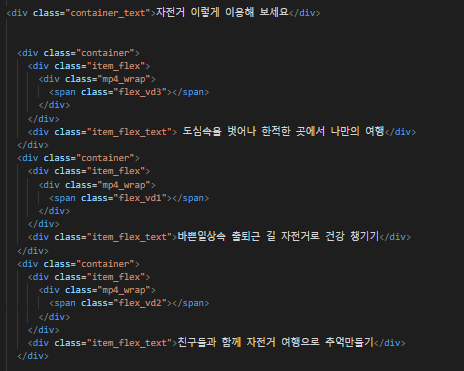 <div class="container_text">자전거 이렇게 이용해 보세요</div>
<div class="container">
<div class="item_flex">
<div class="mp4_wrap">
<span class="flex_vd3"></span>
</div>
</div>
<div class="item_flex_text"> 도심속을 벗어나 한적한 곳에서 나만의 여행</div>
</div>
<div class="container">
<div class="item_flex">
<div class="mp4_wrap">
<span class="flex_vd1"></span>
</div>
</div>
<div class="item_flex_text">바쁜일상속 출퇴근 길 자전거로 건강 챙기기</div>
</div>
<div class="container">
<div class="item_flex">
<div class="mp4_wrap">
<span class="flex_vd2"></span>
</div>
</div>
<div class="item_flex_text">친구들과 함께 자전거 여행으로 추억만들기</div>
</div>